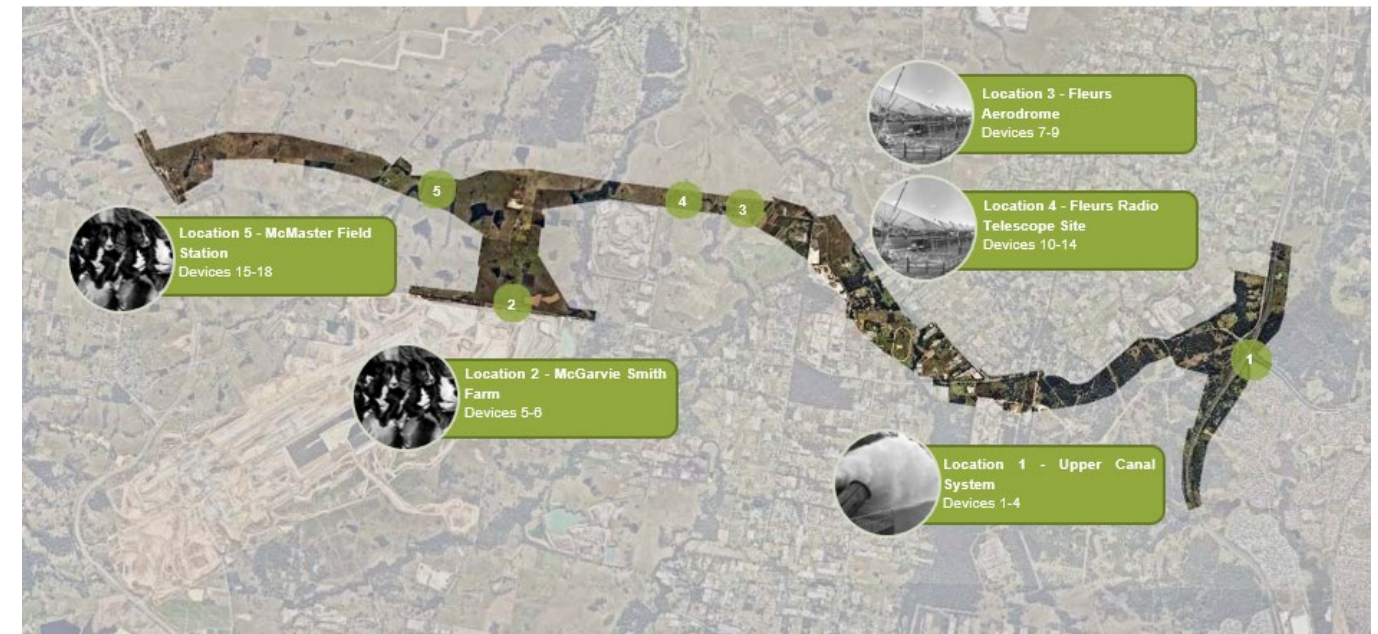 Location 3 - Fleurs
Aerodrome
Devices 7-9
Location 4 - Fleurs Radio
Telescope Site
Devices 10-14
5
4
3
Location 5 - McMaster Field
Station
Devices 15-18
2
1
Location 2 - McGarvie Smith
Farm
Devices 5-6
Location 1 - Upper Canal
System
Devices 1-4